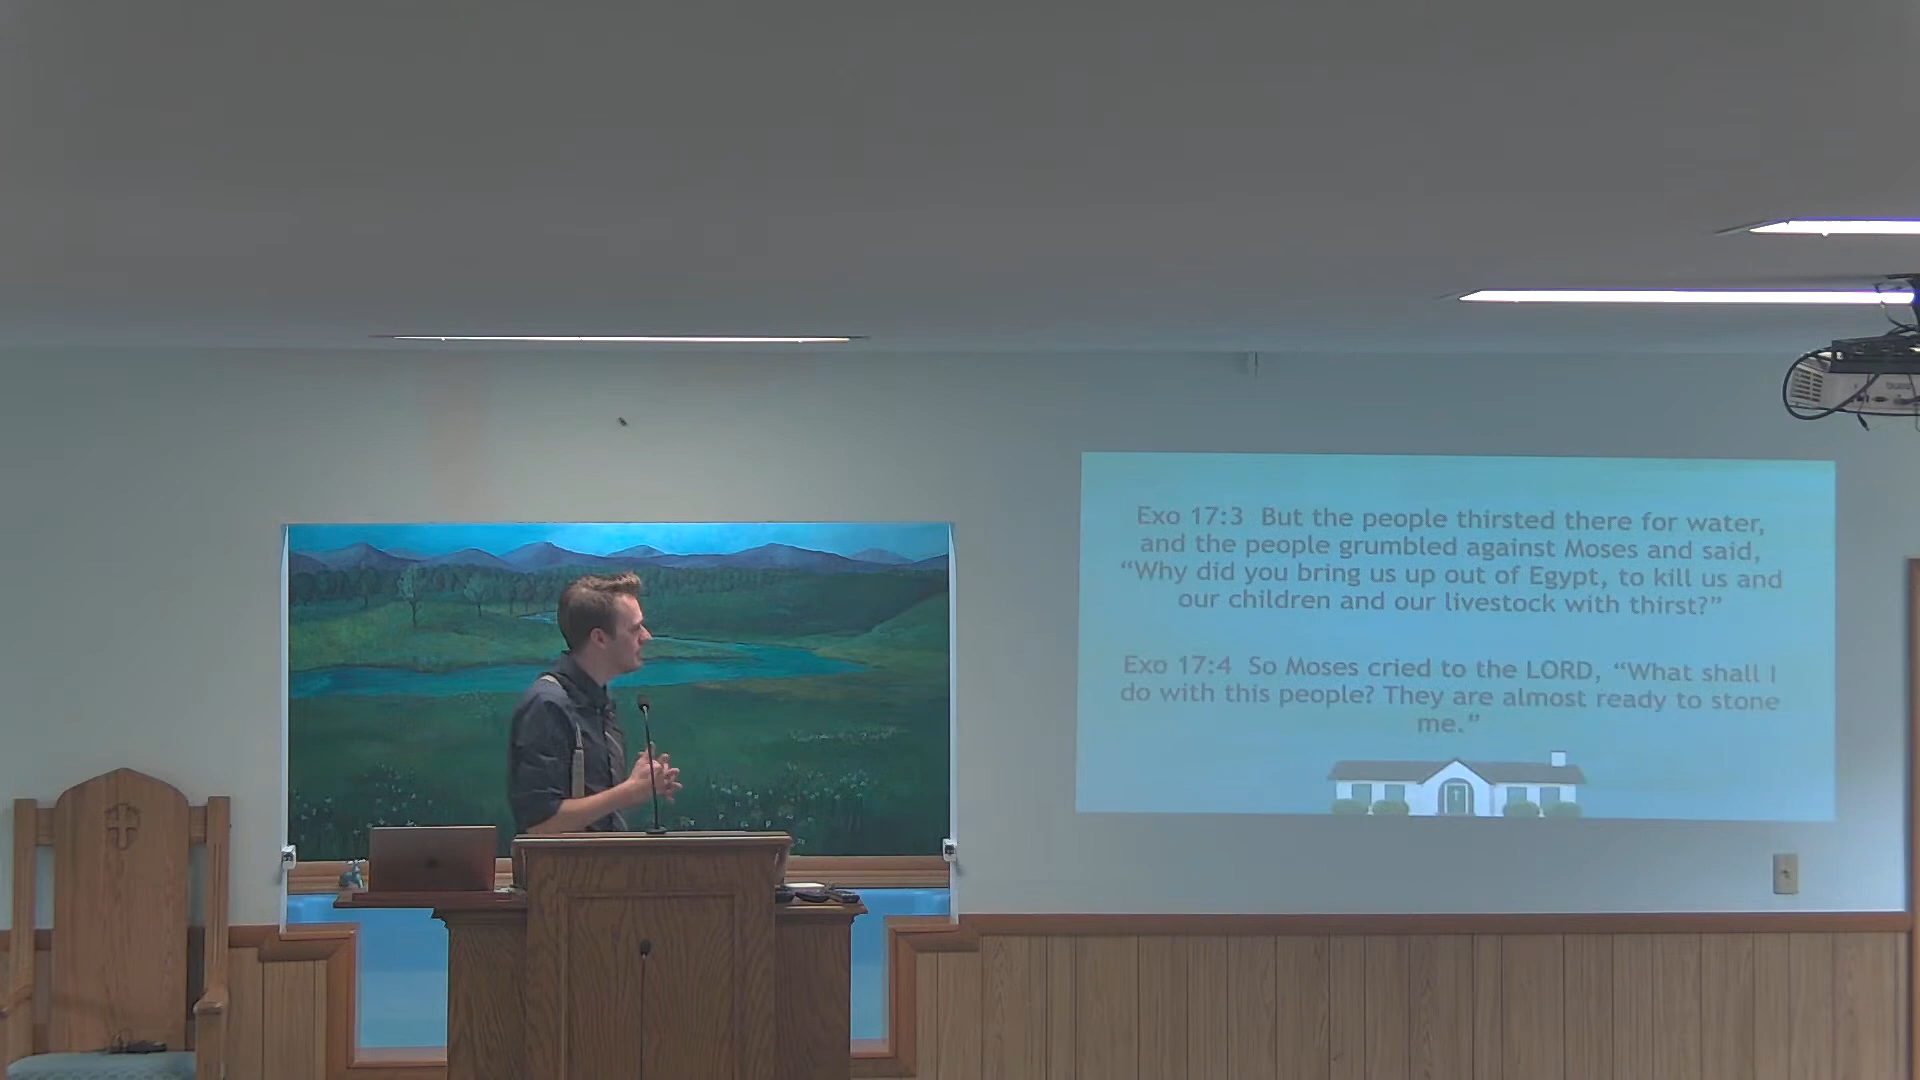 Exo 17:3 But the people thirsted there for water,
and the people grumbled against Moses and said,
“Why did you bring us up out of Egypt, to kill us and
our children and our livestock with thirst?”
Exo 17:4 So Moses cried to the LORD, “What shall I
do with this people? They are almost ready to stone
me.”